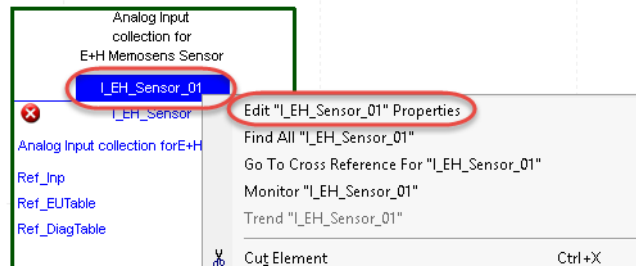 Analog Input
collection for
E+H Memosens Sensor
I_EH_Sensor_01
I_EH_Sensor
Analog Input collection forE+H
Ref_Inp
Ref_EUTable
Ref_DiagTable
Edit "I_EH_Sensor_01" Properties
Find All "I_EH_Sensor_01"
Go To Cross Reference For "I_EH_Sensor_01"
Monitor "I_EH_Sensor_01"
Trend "I_EH_Sensor_01"
Cut Element Ctrl+X